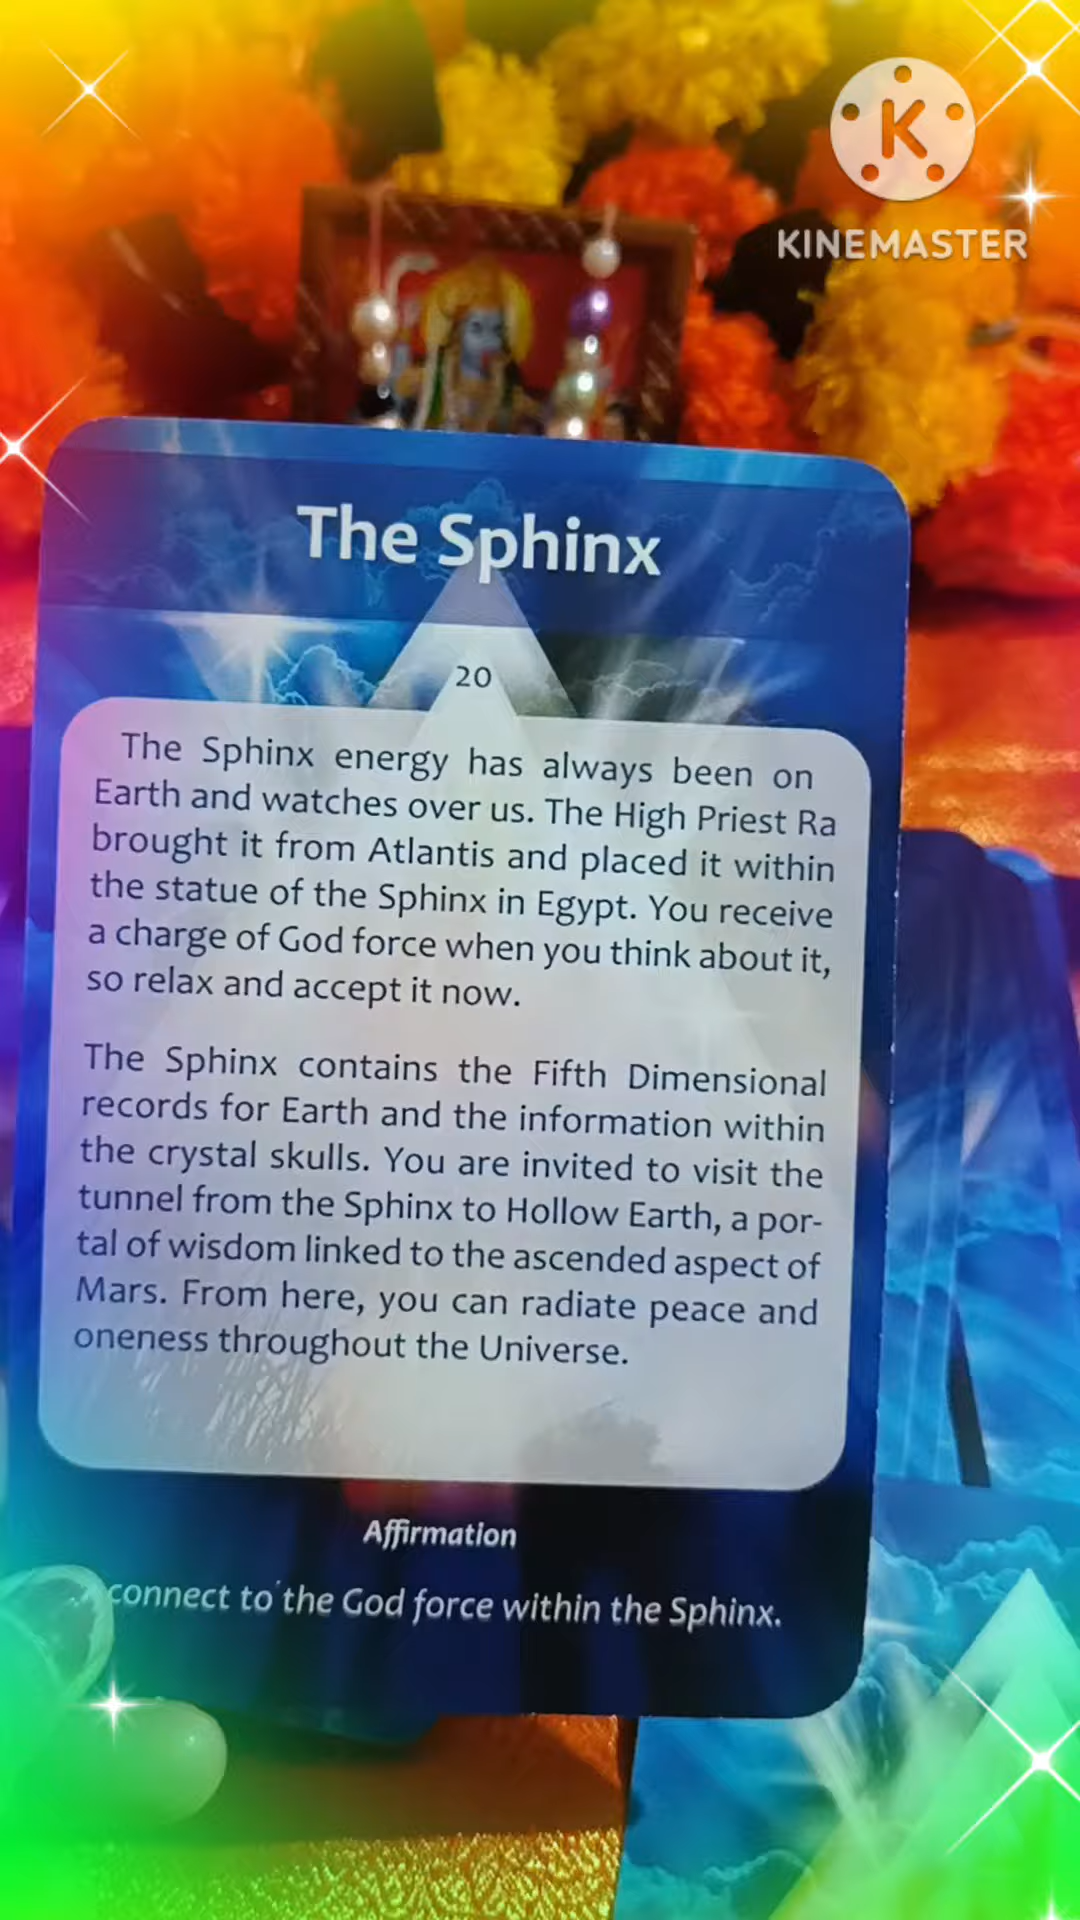 K
KINEMASTER
The Sphinx
20
The Sphinx energy has always been on
Earth and watches over us. The High Priest Ra
brought it from Atlantis and placed it within
the statue of the Sphinx in Egypt. You receive
a charge of God force when you think about it,
so relax and accept it now.
The Sphinx contains the Fifth Dimensional
records for Earth and the information within
the crystal skulls. You are invited to visit the
tunnel from the Sphinx to Hollow Earth, a por-
tal of wisdom linked to the ascended aspect of
Mars. From here, you can radiate peace and
oneness throughout the Universe.
Affirmation
connect to the God force within the Sphinx.